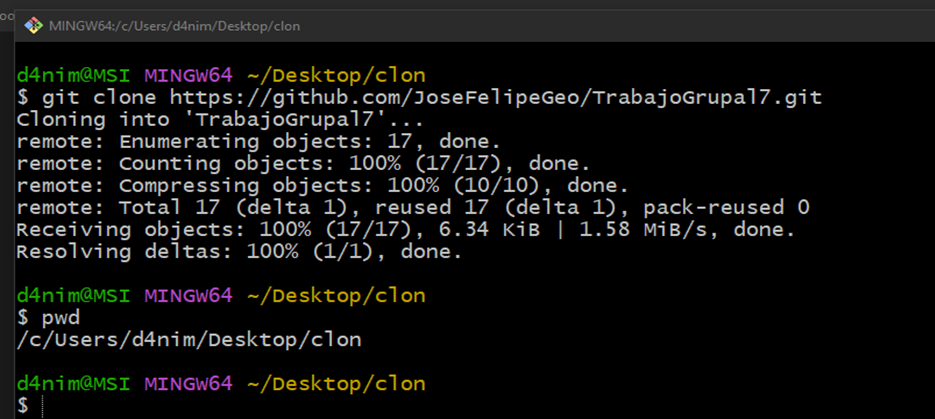 oo
MINGW64:/c/Users/d4nim/Desktop/clon
d4nim@MSI MINGW64 ~/Desktop/clon
$ git clone https://github.com/JoseFelipeGeo/TrabajoGrupal7.git
Cloning into 'TrabajoGrupal7'...
remote: Enumerating objects: 17, done.
remote: Counting objects: 100% (17/17), done.
remote: Compressing objects: 100% (10/10), done.
remote: Total 17 (delta 1), reused 17 (delta 1), pack-reused 0
Receiving objects: 100% (17/17), 6.34 KiB | 1.58 MiB/s, done.
Resolving deltas: 100% (1/1), done.
d4nim@MSI MINGW64 ~/Desktop/clon
$ pwd
/c/Users/d4nim/Desktop/clon
d4nim@MSI MINGW64 ~/Desktop/clon
$